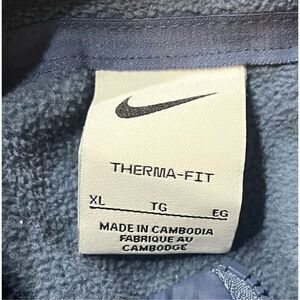 THERMA-FIT
XL TG EG
MADE IN CAMBODIA
FABRIQUE AU
CAMBODGE